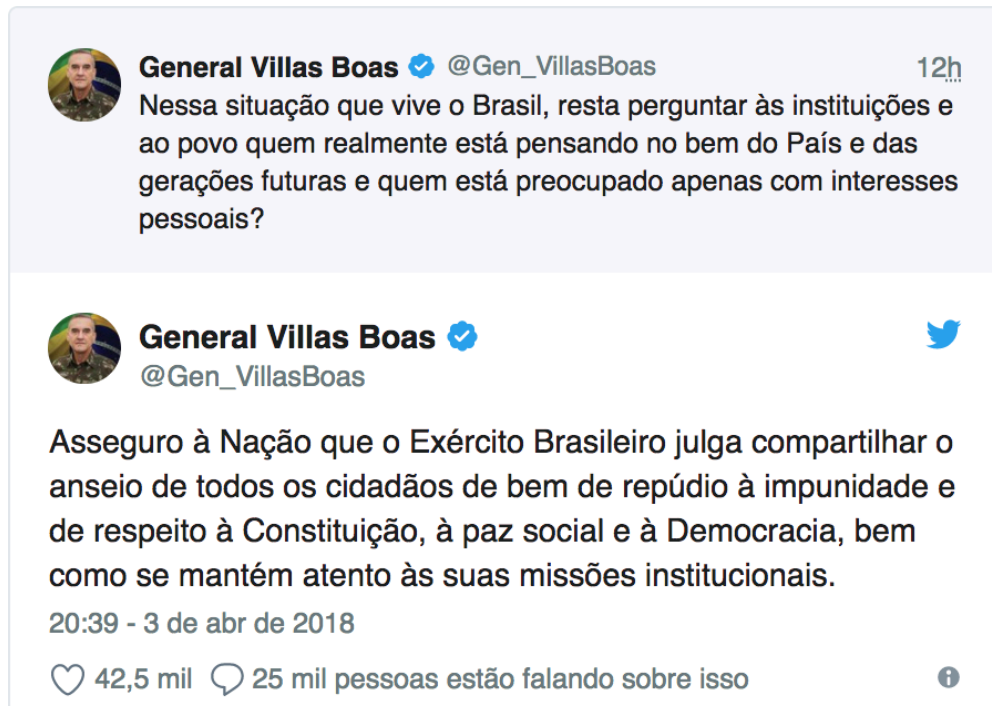 General Villas Boas @Gen_VillasBoas 12h
Nessa situação que vive o Brasil, resta perguntar às instituições e
ao povo quem realmente está pensando no bem do País e das
gerações futuras e quem está preocupado apenas com interesses
pessoais?
General Villas Boas
@Gen_VillasBoas
Asseguro à Nação que o Exército Brasileiro julga compartilhar o
anseio de todos os cidadãos de bem de repúdio à impunidade e
de respeito à Constituição, à paz social e à Democracia, bem
como se mantém atento às suas missões institucionais.
20:39 - 3 de abr de 2018
42,5 mil 25 mil pessoas estão falando sobre isso